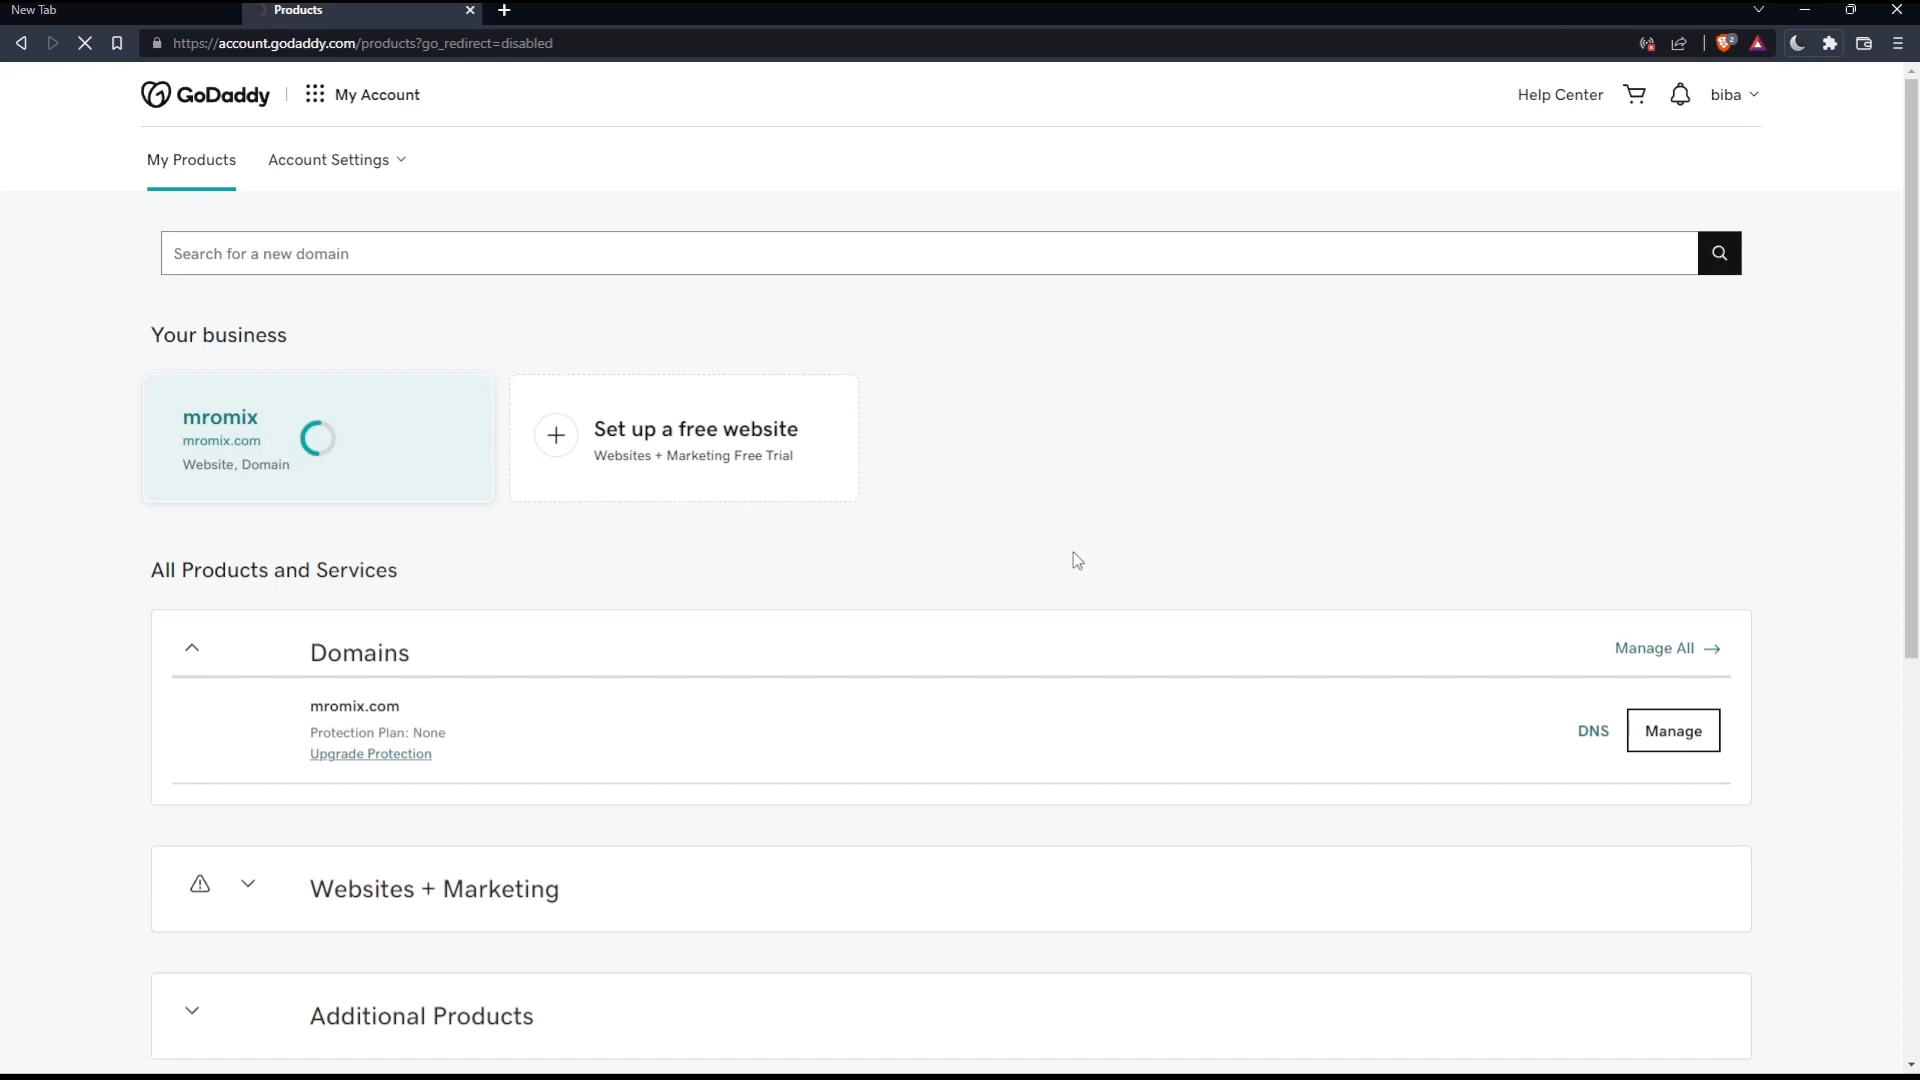 New Tab
Products
https://account.godaddy.com/products?go_redirect=disabled
2
GoDaddy
My Account
Help Center
biba
My Products
Account Settings
Search for a new domain
Your business
mromix
mromix.com
Website, Domain
Set up a free website
Websites + Marketing Free Trial
All Products and Services
Domains
Manage All →
mromix.com
Protection Plan: None
Upgrade Protection
DNS
Manage
Websites + Marketing
Additional Products